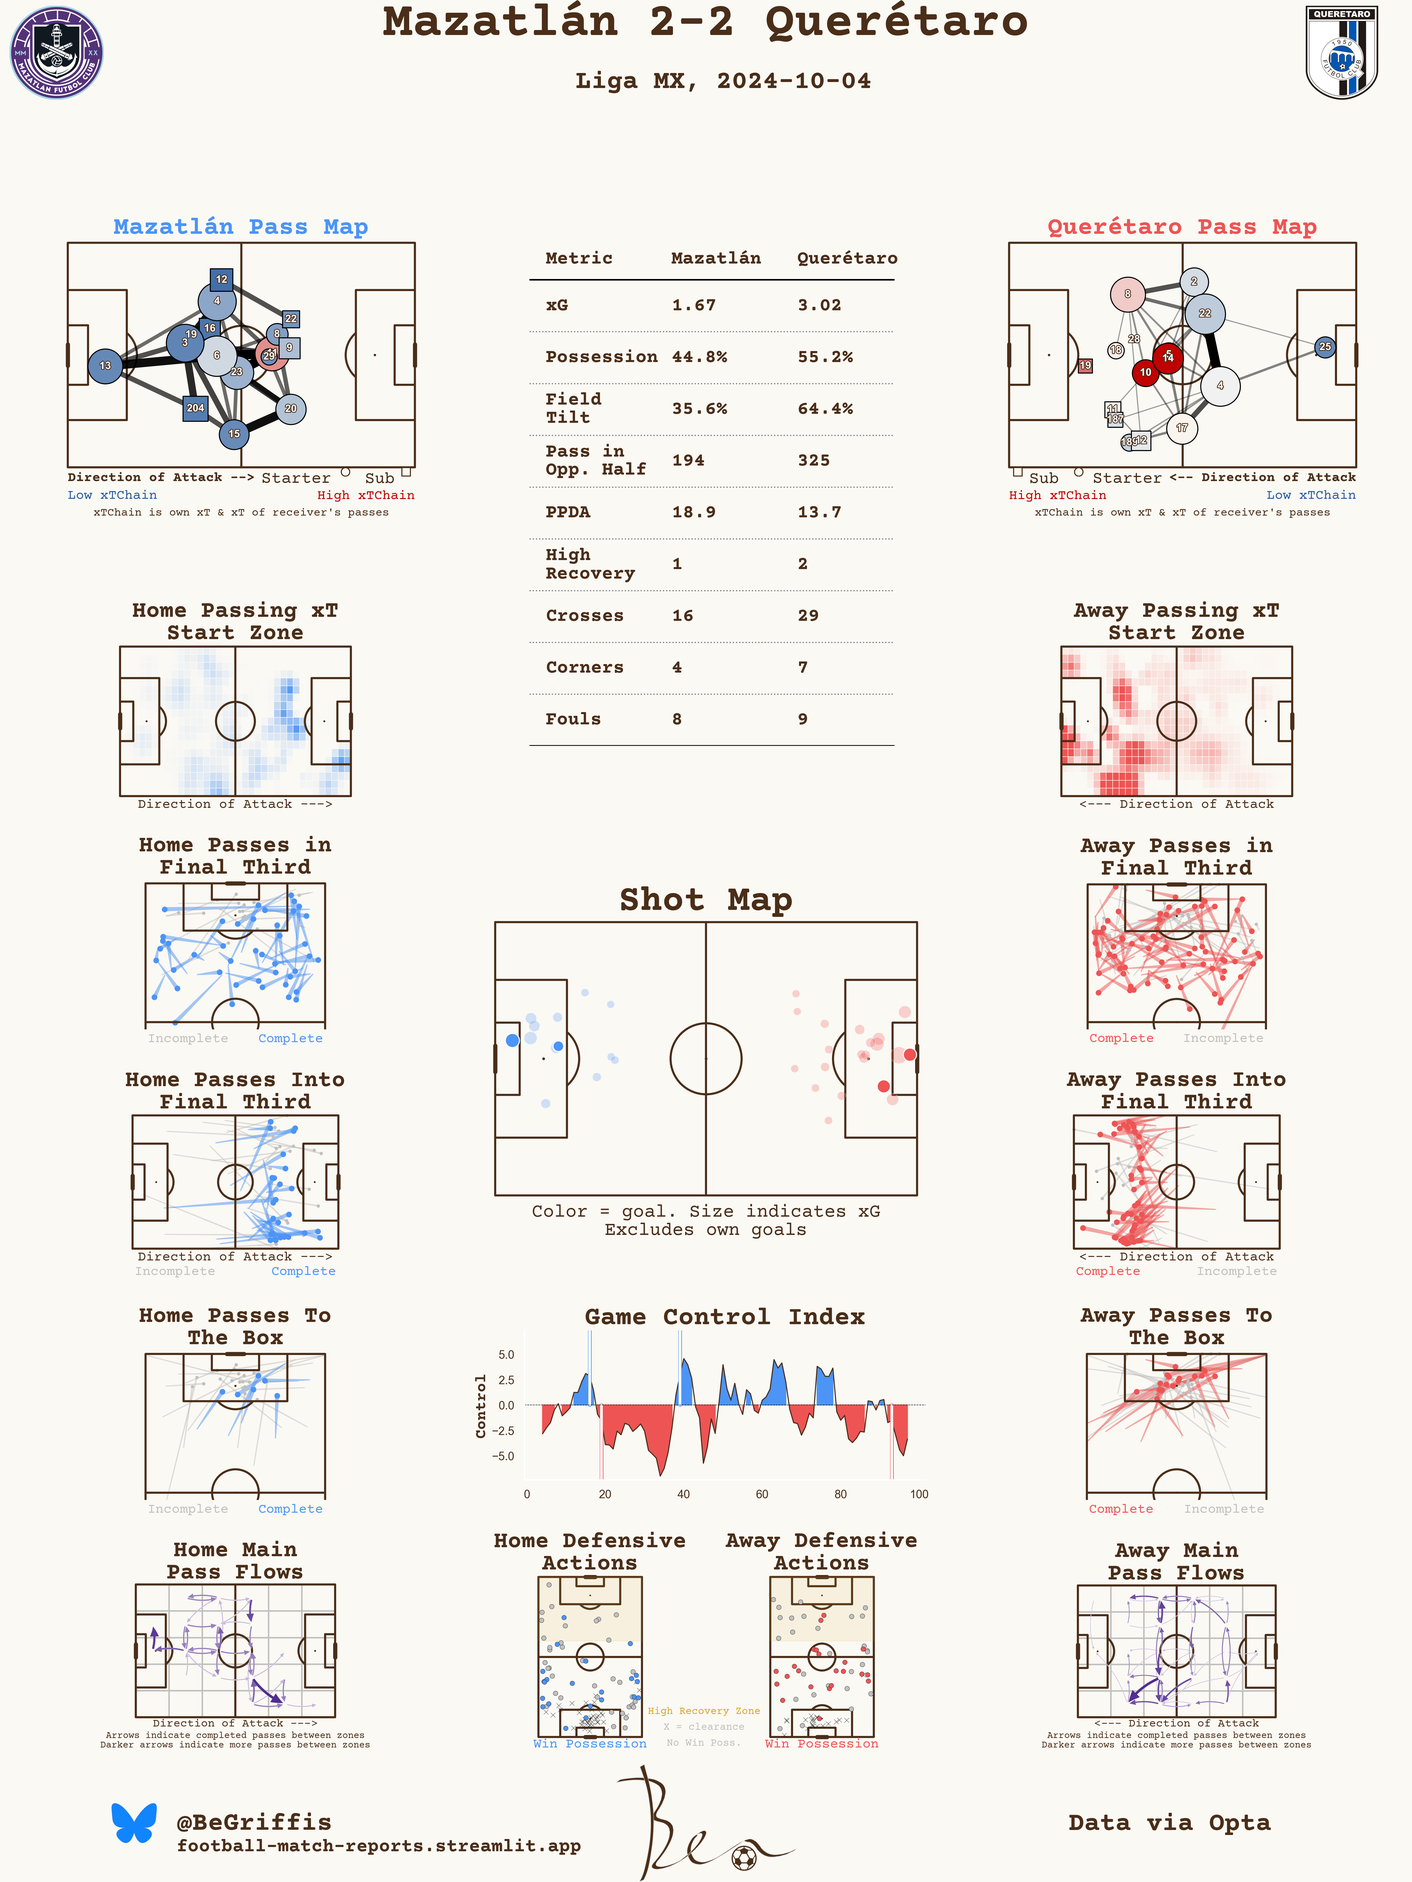 Mazatlán 2-2 Querétaro
Liga MX, 2024-10-04
MM XX
MAZATLÁN FUTBOL CLUB
QUERETARO
1950
FUTBOL CLUB
Mazatlán Pass Map
12
4
22
16
19
3
8
9
6
29
13
23
204
20
15
Direction of Attack --> Starter Sub
Low xTChain High xTChain
xTChain is own xT & xT of receiver's passes
Metric Mazatlán Querétaro
xG 1.67 3.02
Possession 44.8% 55.2%
Field
Tilt 35.6% 64.4%
Pass in
Opp. Half 194 325
PPDA 18.9 13.7
High
Recovery 1 2
Crosses 16 29
Corners 4 7
Fouls 8 9
Querétaro Pass Map
2
8
22
28
18
25
14
19
10
4
11
187
17
12
Sub Starter <-- Direction of Attack
High xTChain Low xTChain
xTChain is own xT & xT of receiver's passes
Home Passing xT
Start Zone
Direction of Attack --->
Away Passing xT
Start Zone
<--- Direction of Attack
Home Passes in
Final Third
Incomplete Complete
Away Passes in
Final Third
Complete Incomplete
Shot Map
Color = goal. Size indicates xG
Excludes own goals
Home Passes Into
Final Third
Direction of Attack --->
Incomplete Complete
Away Passes Into
Final Third
<--- Direction of Attack
Complete Incomplete
Home Passes To
The Box
Incomplete Complete
Game Control Index
Control
5.0
2.5
0.0
−2.5
−5.0
0 20 40 60 80 100
Away Passes To
The Box
Complete Incomplete
Home Main
Pass Flows
Direction of Attack --->
Arrows indicate completed passes between zones
Darker arrows indicate more passes between zones
Home Defensive
Actions
Win Possession
High Recovery Zone
X = clearance
No Win Poss.
Away Defensive
Actions
Win Possession
Away Main
Pass Flows
<--- Direction of Attack
Arrows indicate completed passes between zones
Darker arrows indicate more passes between zones
@BeGriffis
football-match-reports.streamlit.app
Ben
Data via Opta